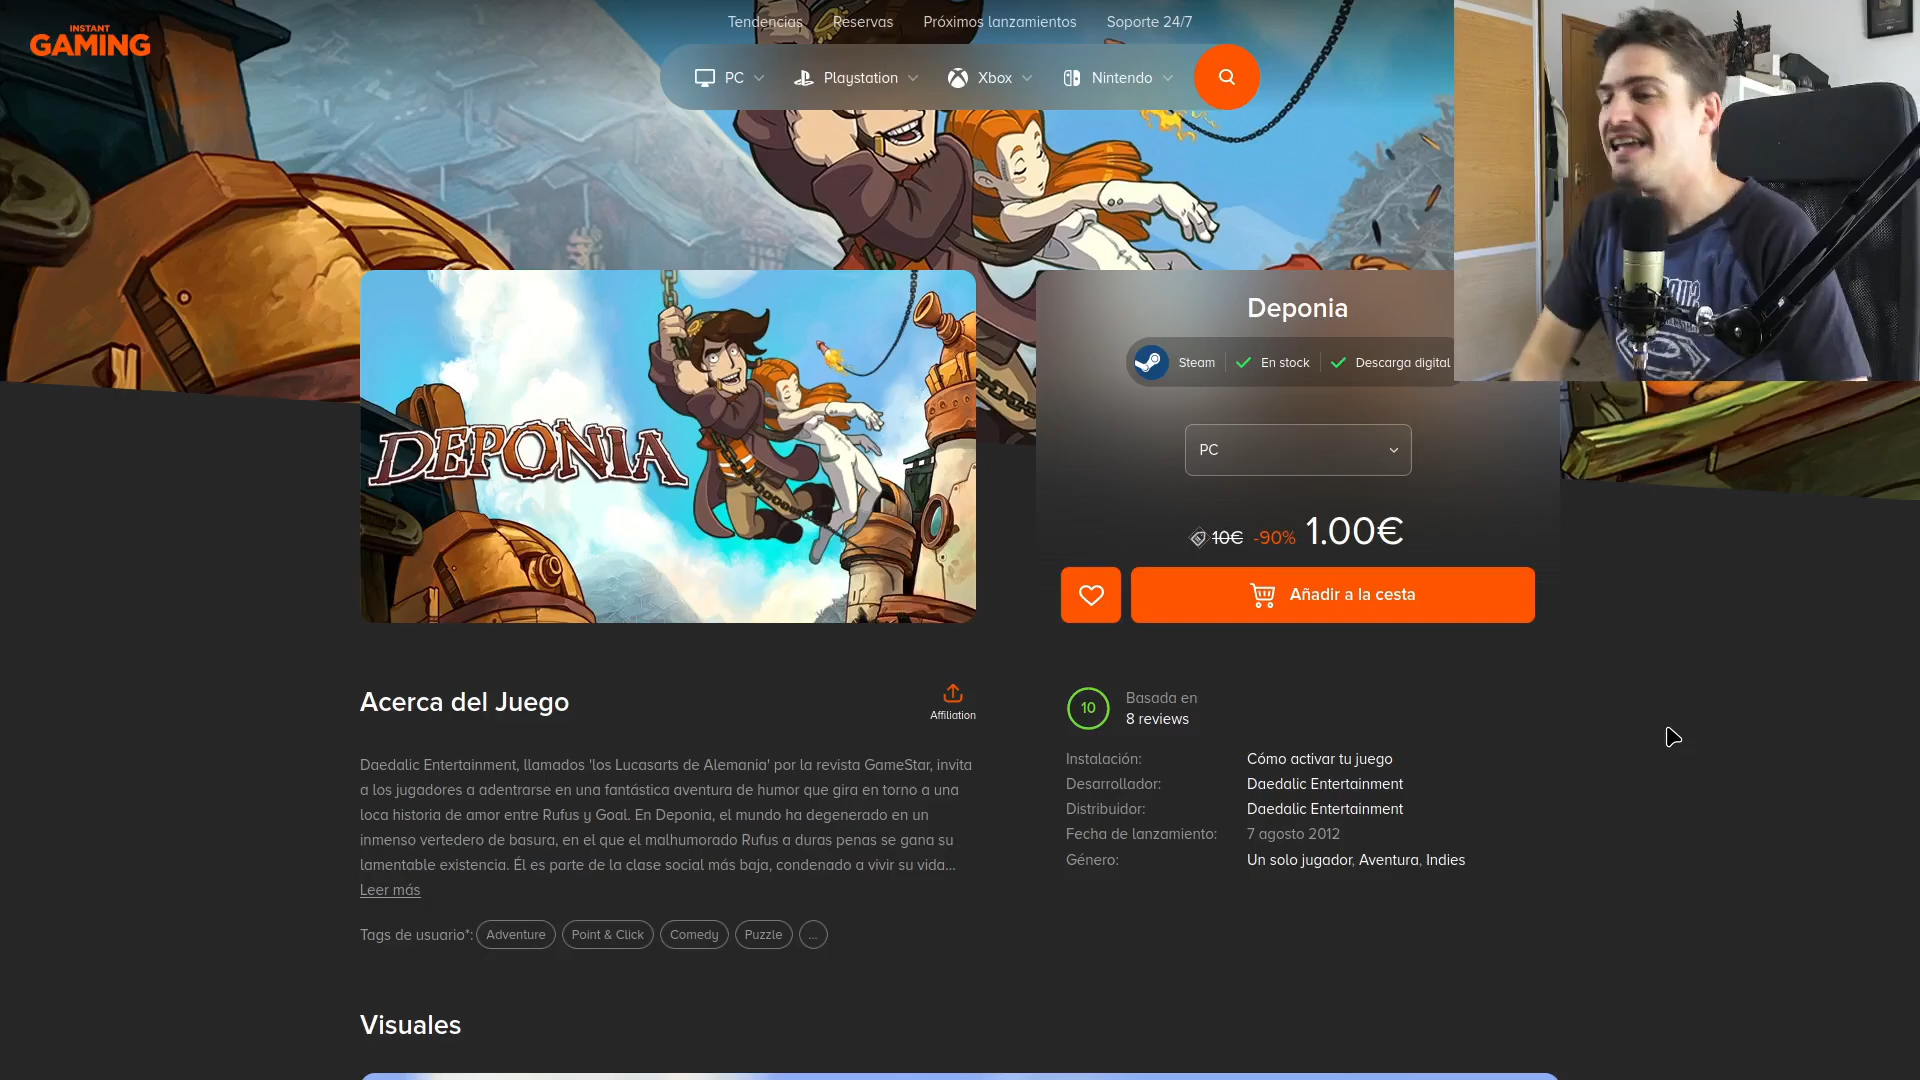 INSTANT
GAMING
Tendencias
Reservas
Próximos lanzamientos
Soporte 24/7
PC
Playstation
Xbox
Nintendo
DEPONIA
Deponia
Steam
En stock
Descarga digital
PC
10€ -90% 1.00€
Añadir a la cesta
Acerca del Juego
Affiliation
Daedalic Entertainment, llamados 'los Lucasarts de Alemania' por la revista GameStar, invita
a los jugadores a adentrarse en una fantástica aventura de humor que gira en torno a una
loca historia de amor entre Rufus y Goal. En Deponia, el mundo ha degenerado en un
inmenso vertedero de basura, en el que el malhumorado Rufus a duras penas se gana su
lamentable existencia. Él es parte de la clase social más baja, condenado a vivir su vida...
Leer más
Tags de usuario*: Adventure Point & Click Comedy Puzzle ...
10
Basada en
8 reviews
Instalación: Cómo activar tu juego
Desarrollador: Daedalic Entertainment
Distribuidor: Daedalic Entertainment
Fecha de lanzamiento: 7 agosto 2012
Género: Un solo jugador, Aventura, Indies
Visuales